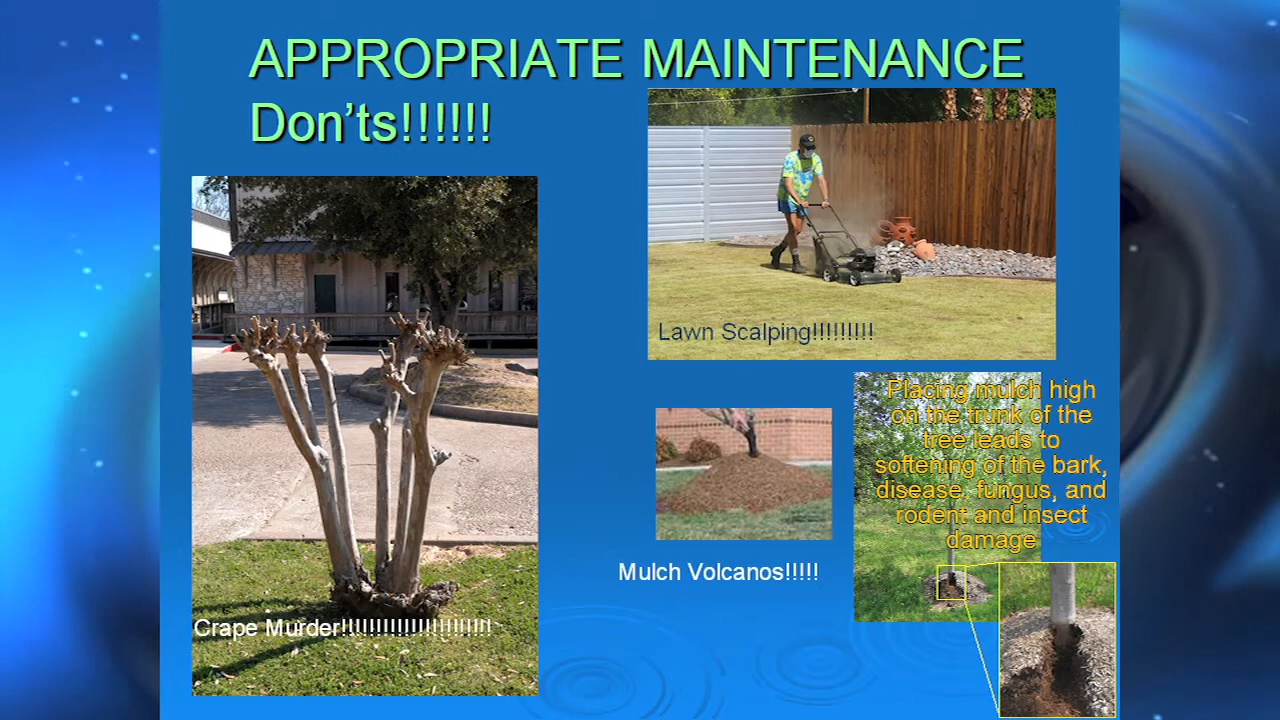 APPROPRIATE MAINTENANCE
Don'ts!!!!!!
Lawn Scalping!!!!!!!!!
Placing mulch high
on the trunk of the
tree leads to
softening of the bark,
disease, fungus, and
rodent and insect
damage
Mulch Volcanos!!!!!
Crape Murder!!!!!!!!!!!!!!!!!!!!!!!